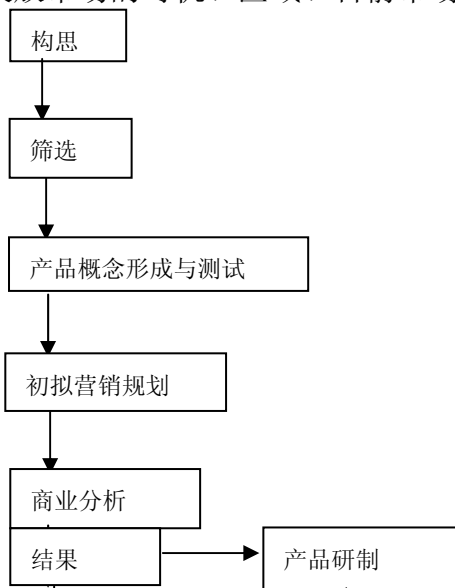 构思
筛选
产品概念形成与测试
初拟营销规划
商业分析
结果
产品研制